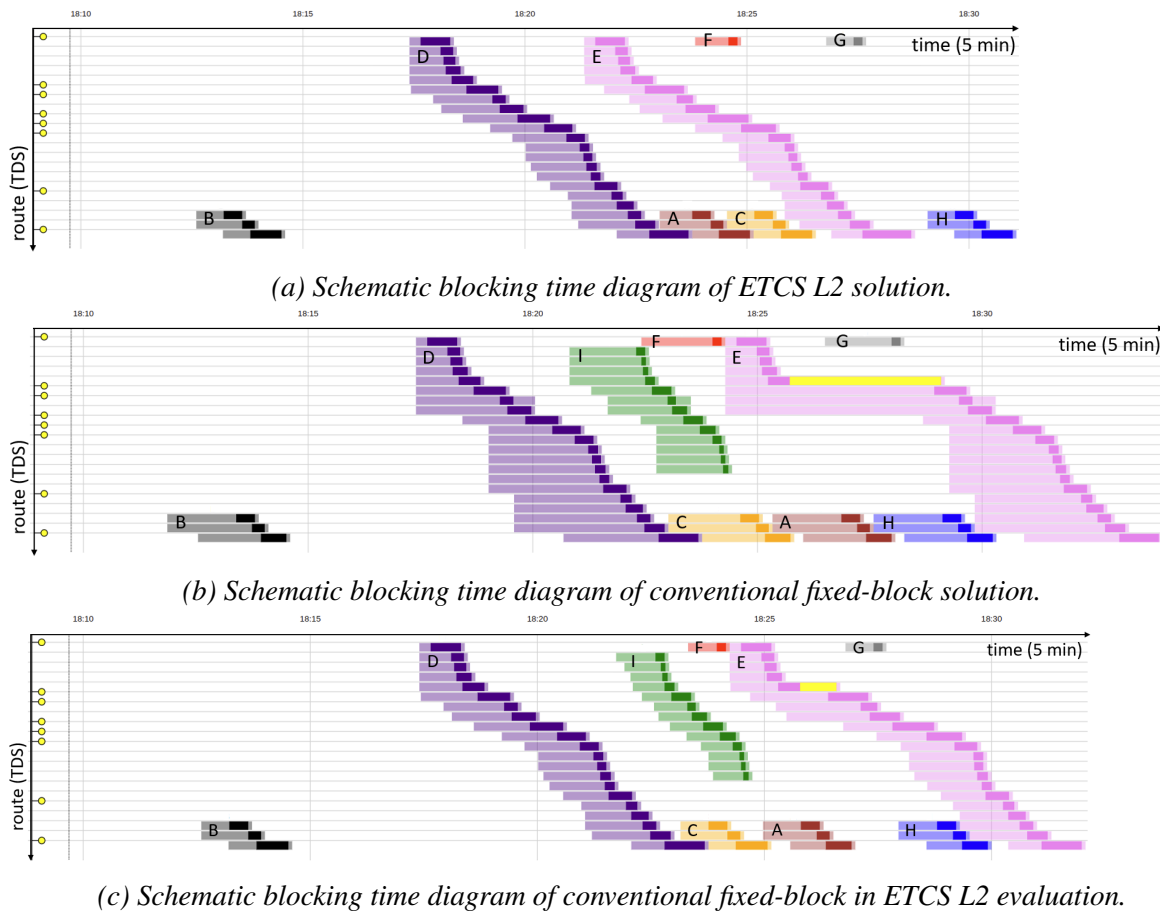 18:10 18:15 18:20 18:25 18:30
F G
time (5 min)
D E
route (TDS)
B A C H
(a) Schematic blocking time diagram of ETCS L2 solution.
18:10 18:15 18:20 18:25 18:30
F G
time (5 min)
D I E
route (TDS)
B C A H
(b) Schematic blocking time diagram of conventional fixed-block solution.
18:10 18:15 18:20 18:25 18:30
F G
time (5 min)
D I E
route (TDS)
B C A H
(c) Schematic blocking time diagram of conventional fixed-block in ETCS L2 evaluation.